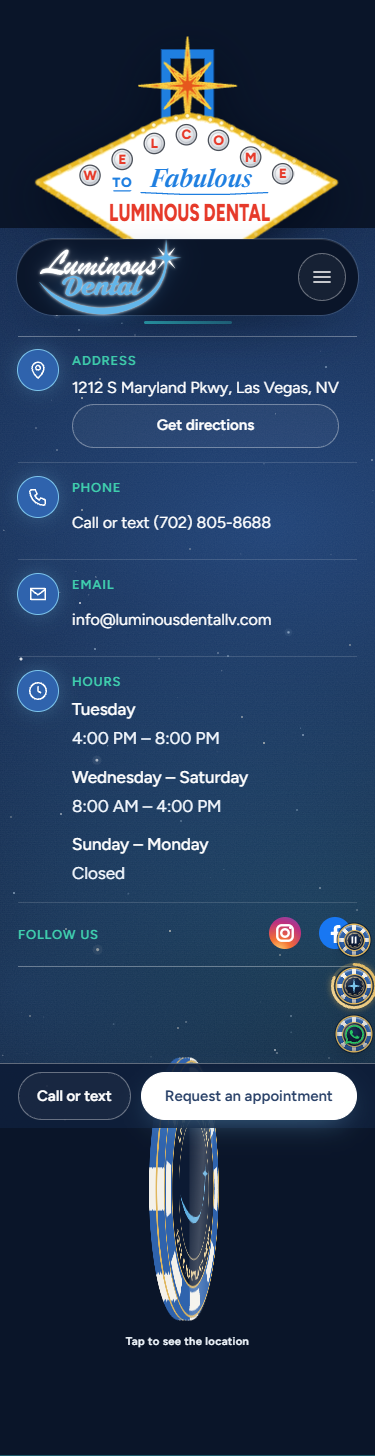 WELCOME
TO Fabulous
LUMINOUS DENTAL
Luminous
Dental
ADDRESS
1212 S Maryland Pkwy, Las Vegas, NV
Get directions
PHONE
Call or text (702) 805-8688
EMAIL
info@luminousdentallv.com
HOURS
Tuesday
4:00 PM – 8:00 PM
Wednesday – Saturday
8:00 AM – 4:00 PM
Sunday – Monday
Closed
FOLLOW US
Call or text
Request an appointment
Tap to see the location